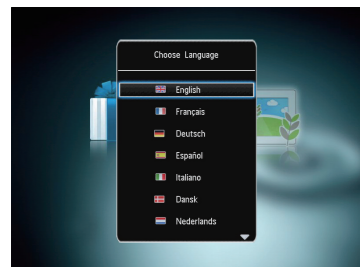 Choose Language
English
Français
Deutsch
Español
Italiano
Dansk
Nederlands